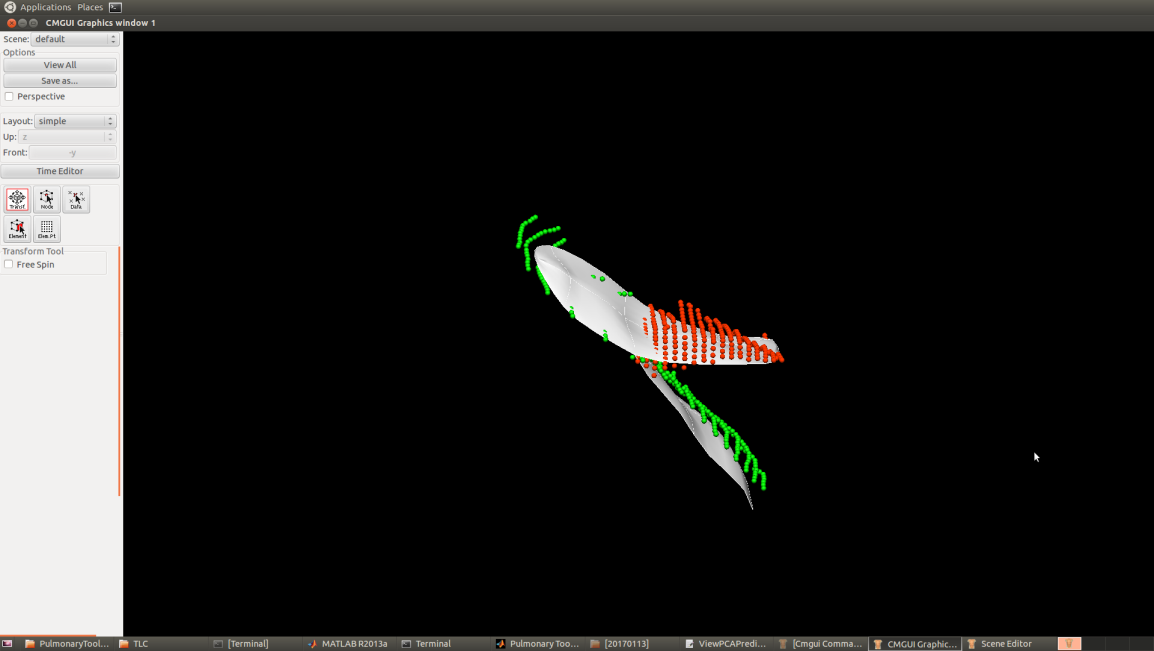 Applications Places
CMGUI Graphics window 1
Scene: default
Options
View All
Save as...
Perspective
Layout: simple
Up: z
Front: -y
Time Editor
Transf Node Data
Element Elem.Pt
Transform Tool
Free Spin
PulmonaryTool... TLC [Terminal] MATLAB R2013a Terminal Pulmonary Too... [20170113] ViewPCAPredi... [Cmgui Comma... CMGUI Graphic... Scene Editor